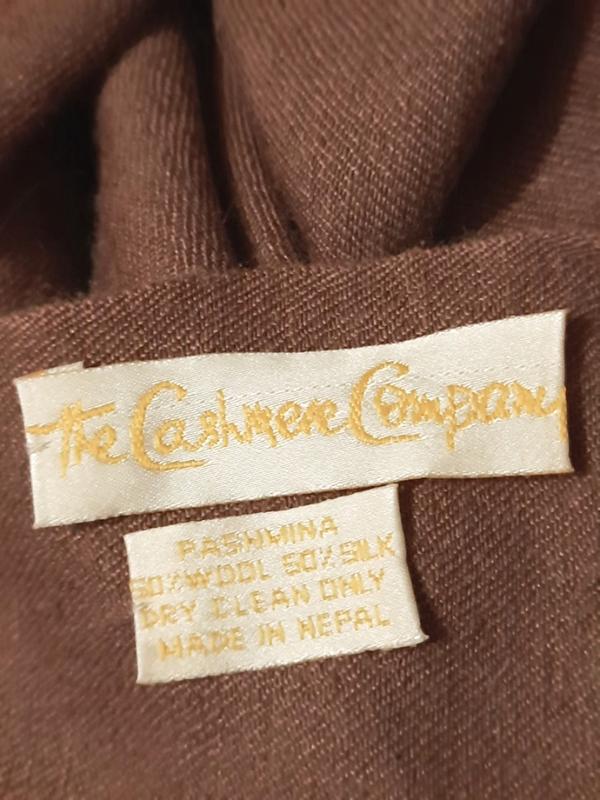 The Cashmere Company
PASHMINA
50%WOOL 50%SILK
DRY CLEAN ONLY
MADE IN NEPAL